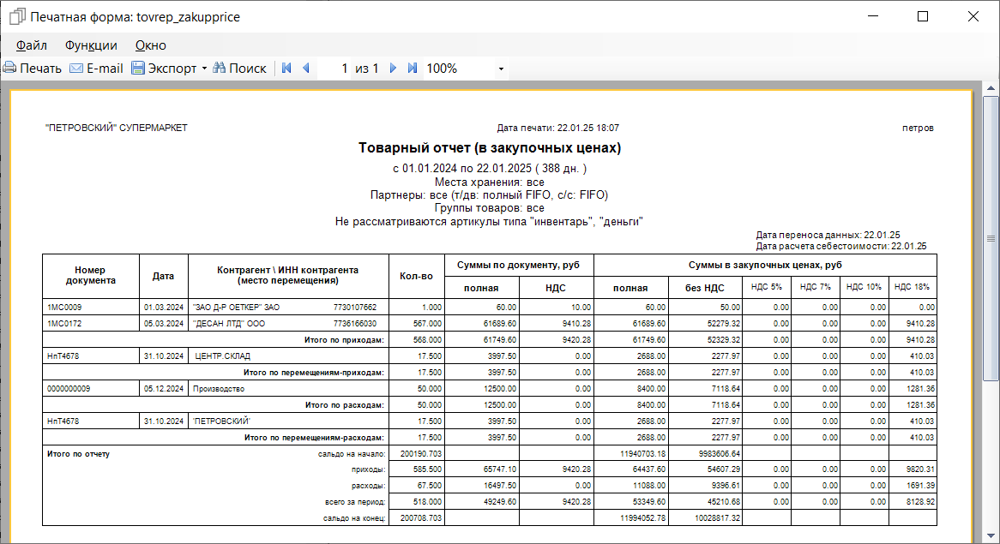 Печатная форма: tovrep_zakupprice
Файл Функции Окно
Печать E-mail Экспорт Поиск 1 из 1 100%
"ПЕТРОВСКИЙ" СУПЕРМАРКЕТ Дата печати: 22.01.25 18:07 петров
Товарный отчет (в закупочных ценах)
с 01.01.2024 по 22.01.2025 ( 388 дн. )
Места хранения: все
Партнеры: все (т/дв: полный FIFO, с/с: FIFO)
Группы товаров: все
Не рассматриваются артикулы типа "инвентарь", "деньги"
Дата переноса данных: 22.01.25
Дата расчета себестоимости: 22.01.25
Номер документа Дата Контрагент \ ИНН контрагента (место перемещения) Кол-во Суммы по документу, руб Суммы в закупочных ценах, руб
полная НДС полная без НДС НДС 5% НДС 7% НДС 10% НДС 18%
1МС0009 01.03.2024 "ЗАО Д-Р ОЕТКЕР" ЗАО 7730107662 1.000 60.00 10.00 60.00 50.00 0.00 0.00 0.00 0.00
1МС0172 05.03.2024 "ДЕСАН ЛТД" ООО 7736166030 567.000 61689.60 9410.28 61689.60 52279.32 0.00 0.00 0.00 9410.28
Итого по приходам: 568.000 61749.60 9420.28 61749.60 52329.32 0.00 0.00 0.00 9410.28
НпТ4678 31.10.2024 ЦЕНТР.СКЛАД 17.500 3997.50 0.00 2688.00 2277.97 0.00 0.00 0.00 410.03
Итого по перемещениям-приходам: 17.500 3997.50 0.00 2688.00 2277.97 0.00 0.00 0.00 410.03
0000000009 05.12.2024 Производство 50.000 12500.00 0.00 8400.00 7118.64 0.00 0.00 0.00 1281.36
Итого по расходам: 50.000 12500.00 0.00 8400.00 7118.64 0.00 0.00 0.00 1281.36
НпТ4678 31.10.2024 "ПЕТРОВСКИЙ" 17.500 3997.50 0.00 2688.00 2277.97 0.00 0.00 0.00 410.03
Итого по перемещениям-расходам: 17.500 3997.50 0.00 2688.00 2277.97 0.00 0.00 0.00 410.03
Итого по отчету сальдо на начало: 200190.703 11940703.18 9983606.64
приходы: 585.500 65747.10 9420.28 64437.60 54607.29 0.00 0.00 0.00 9820.31
расходы: 67.500 16497.50 0.00 11088.00 9396.61 0.00 0.00 0.00 1691.39
всего за период: 518.000 49249.60 9420.28 53349.60 45210.68 0.00 0.00 0.00 8128.92
сальдо на конец: 200708.703 11994052.78 10028817.32